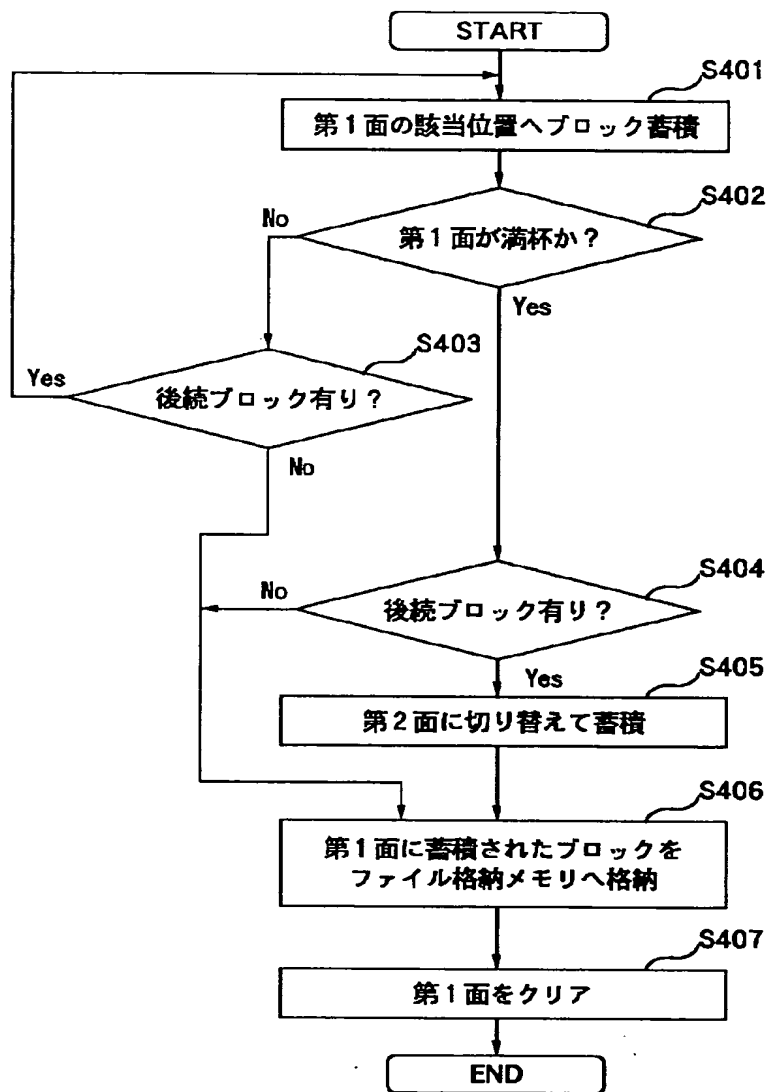 START
S401
第1面の該当位置へブロック蓄積
S402
No
第1面が満杯か？
Yes
S403
Yes
後続ブロック有り？
No
S404
No
後続ブロック有り？
Yes
S405
第2面に切り替えて蓄積
S406
第1面に蓄積されたブロックを
ファイル格納メモリへ格納
S407
第1面をクリア
END